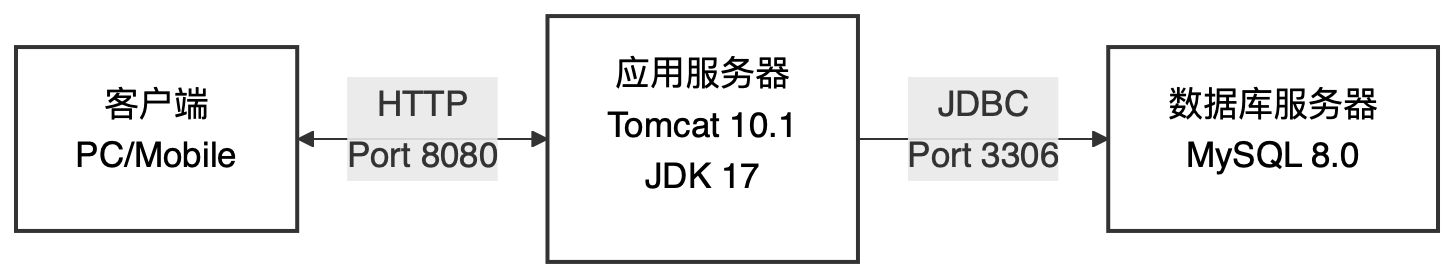 客户端
PC/Mobile
HTTP
Port 8080
应用服务器
Tomcat 10.1
JDK 17
JDBC
Port 3306
数据库服务器
MySQL 8.0